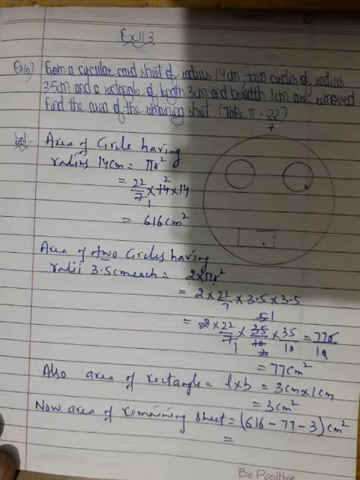 Ex 11.3
Q10) From a circular card sheet of radius 14cm, two circles of radius
3.5cm and a rectangle of length 3cm and breadth 1cm are removed
Find the area of the remaining sheet. (Take π = 22/7)
Sol:- Area of Circle having
radius 14cm = πr²
= 22/7 × 14 × 14
= 616cm²
Area of two Circles having
radii 3.5cm each = 2×πr²
= 2 × 22/7 × 3.5 × 3.5
= 2 × 22/7 × 35/10 × 35/10 = 770/10
= 77cm²
Also area of rectangle = l×b = 3cm×1cm
= 3cm²
Now area of remaining sheet = (616-77-3)cm²
=
Be Positive